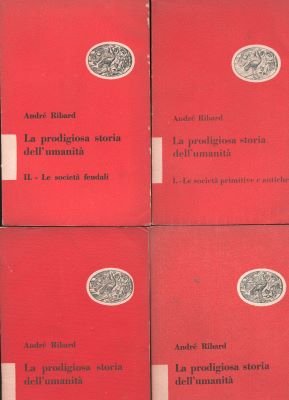 André Ribard
La prodigiosa storia
dell'umanità
II. - Le società feudali
André Ribard
La prodigiosa storia
dell'umanità
I. - Le società primitive e antiche
André Ribard
La prodigiosa storia
dell'umanità
André Ribard
La prodigiosa storia
dell'umanità